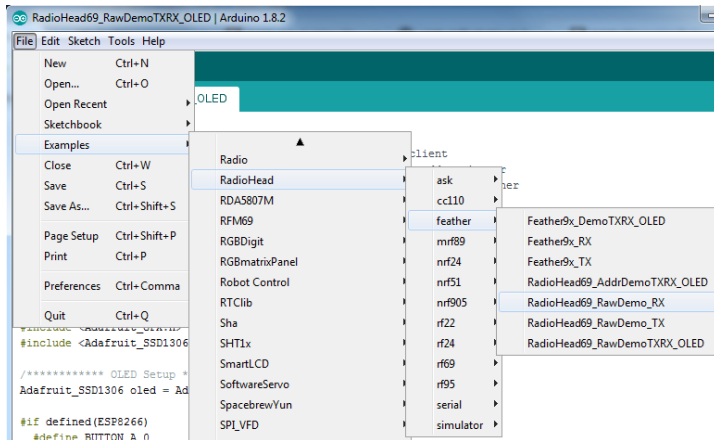 RadioHead69_RawDemoTXRX_OLED | Arduino 1.8.2
File Edit Sketch Tools Help
New Ctrl+N
Open... Ctrl+O
Open Recent
Sketchbook
Examples
Close Ctrl+W
Save Ctrl+S
Save As... Ctrl+Shift+S
Page Setup Ctrl+Shift+P
Print Ctrl+P
Preferences Ctrl+Comma
Quit Ctrl+Q
_OLED
client
Radio
RadioHead
RDA5807M
RFM69
RGBDigit
RGBmatrixPanel
Robot Control
RTClib
Sha
SHT1x
SmartLCD
SoftwareServo
SpacebrewYun
SPI_VFD
ask
cc110
feather
mrf89
nrf24
nrf51
nrf905
rf22
rf24
rf69
rf95
serial
simulator
Feather9x_DemoTXRX_OLED
Feather9x_RX
Feather9x_TX
RadioHead69_AddrDemoTXRX_OLED
RadioHead69_RawDemo_RX
RadioHead69_RawDemo_TX
RadioHead69_RawDemoTXRX_OLED
#include <Adafruit_GFX.h>
#include <Adafruit_SSD1306
/************ OLED Setup *
Adafruit_SSD1306 oled = Ad
#if defined(ESP8266)
#define BUTTON_A 0